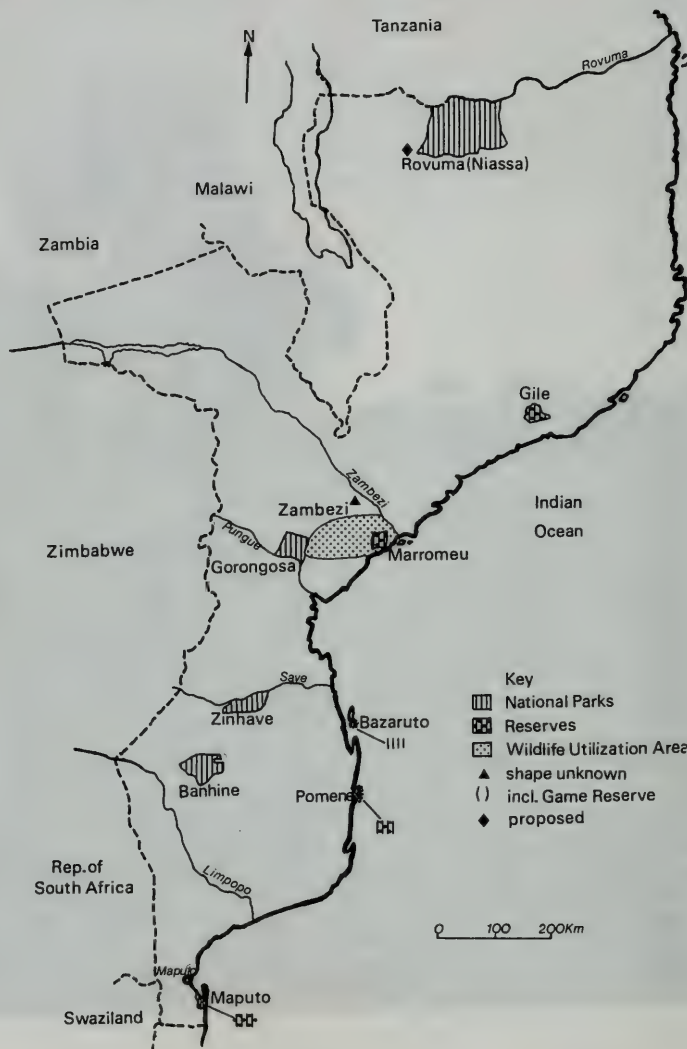 Tanzania
N
Rovuma
Rovuma (Niassa)
Malawi
Zambia
Gile
Zambezi
Zambezi
Indian
Ocean
Pungue
Zimbabwe
Marromeu
Gorongosa
Save
Zinhave
Bazaruto
Banhine
Pomene
Key
National Parks
Reserves
Wildlife Utilization Area
shape unknown
( ) incl. Game Reserve
proposed
Rep. of
South Africa
Limpopo
0 100 200Km
Maputo
Maputo
Swaziland